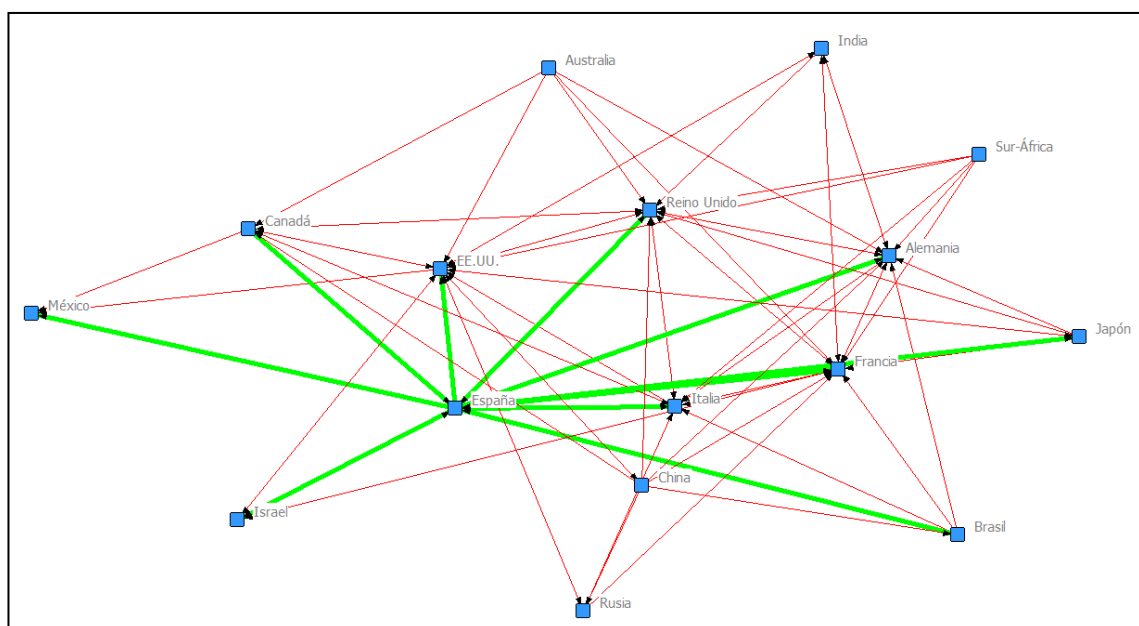 India
Australia
Sur-África
Reino Unido
Canadá
Alemania
EE.UU.
México
Japón
Francia
España
Italia
China
Israel
Brasil
Rusia